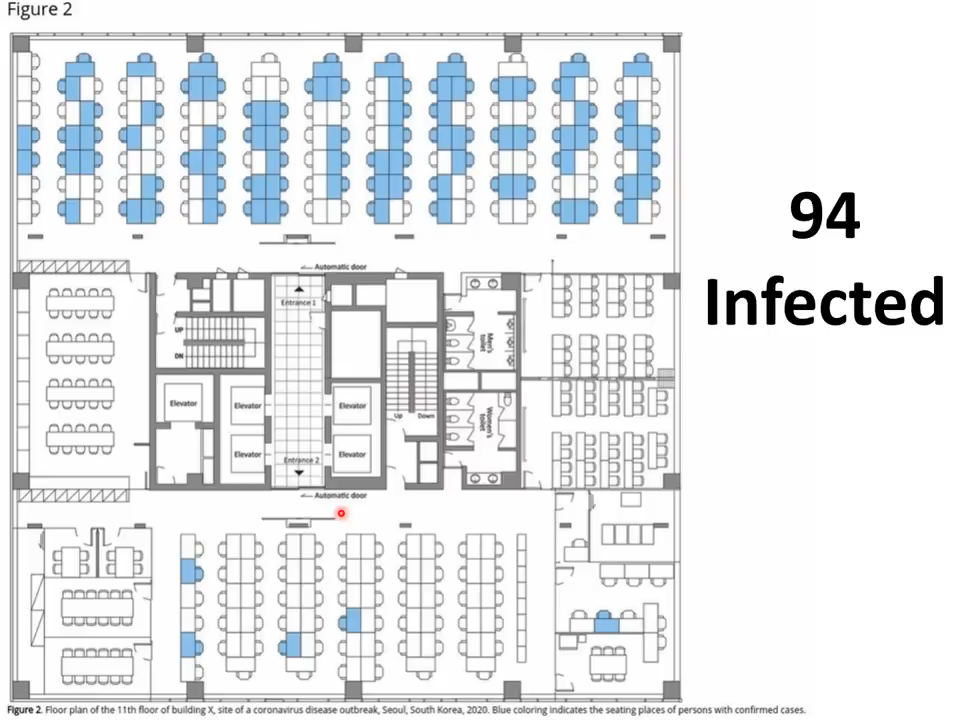 Figure 2
94
Infected
Automatic door
Entrance 1
UP
DN
Men's
toilet
Elevator
Elevator
Elevator
Up
Down
Women's
toilet
Elevator
Elevator
Entrance 2
Automatic door
Figure 2. Floor plan of the 11th floor of building X, site of a coronavirus disease outbreak, Seoul, South Korea, 2020. Blue coloring indicates the seating places of persons with confirmed cases.